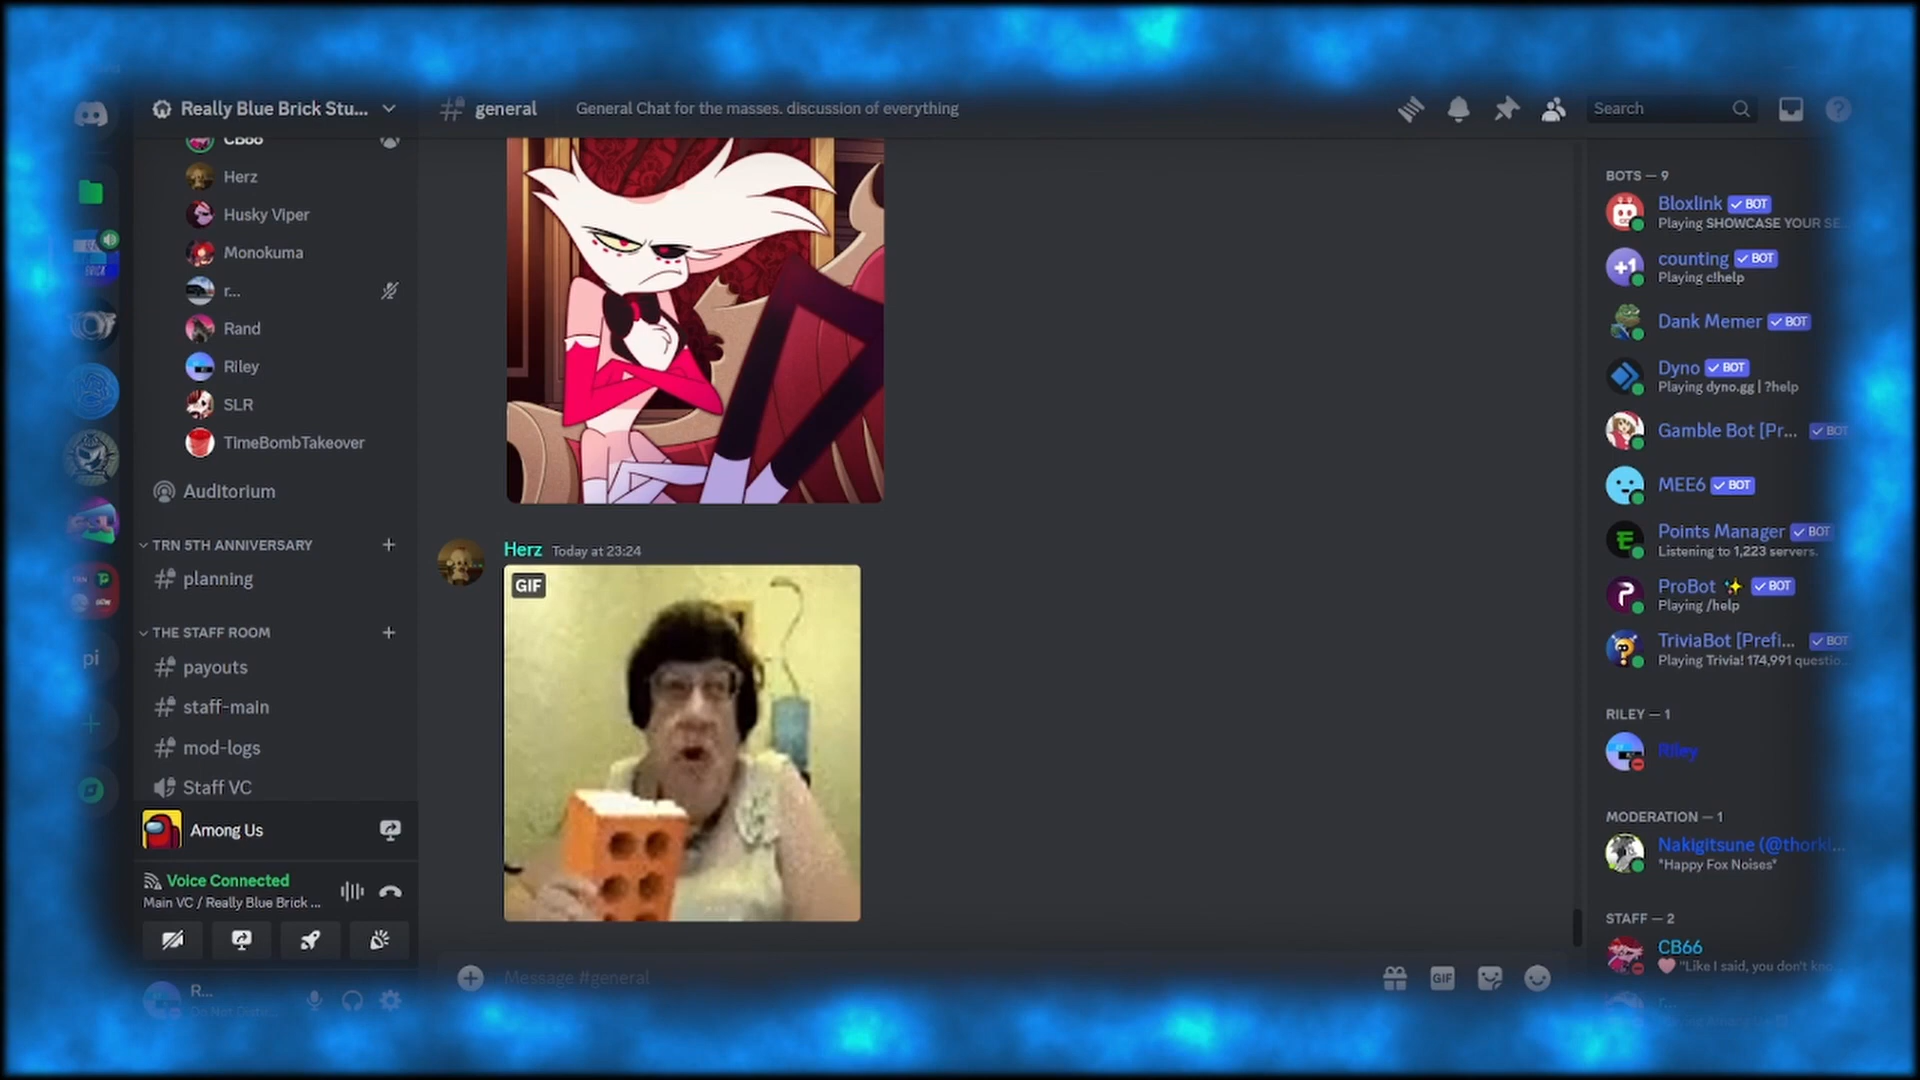 Really Blue Brick Stu...
general
General Chat for the masses. discussion of everything
Search
CB66
Herz
Husky Viper
Monokuma
r...
Rand
Riley
SLR
TimeBombTakeover
Auditorium
TRN 5TH ANNIVERSARY
planning
THE STAFF ROOM
payouts
staff-main
mod-logs
Staff VC
Among Us
Voice Connected
Main VC / Really Blue Brick ...
R...
pi
Herz Today at 23:24
GIF
Message #general
GIF
BOTS — 9
Bloxlink BOT
Playing SHOWCASE YOUR SE...
counting BOT
Playing c!help
Dank Memer BOT
Dyno BOT
Playing dyno.gg | ?help
Gamble Bot [Pr... BOT
MEE6 BOT
Points Manager BOT
Listening to 1,223 servers.
ProBot ✨ BOT
Playing /help
TriviaBot [Prefi... BOT
Playing Trivia! 174,991 questio...
RILEY — 1
Riley
MODERATION — 1
Nakigitsune (@thorki...
*Happy Fox Noises*
STAFF — 2
CB66
"Like I said, you don't kno...
r...